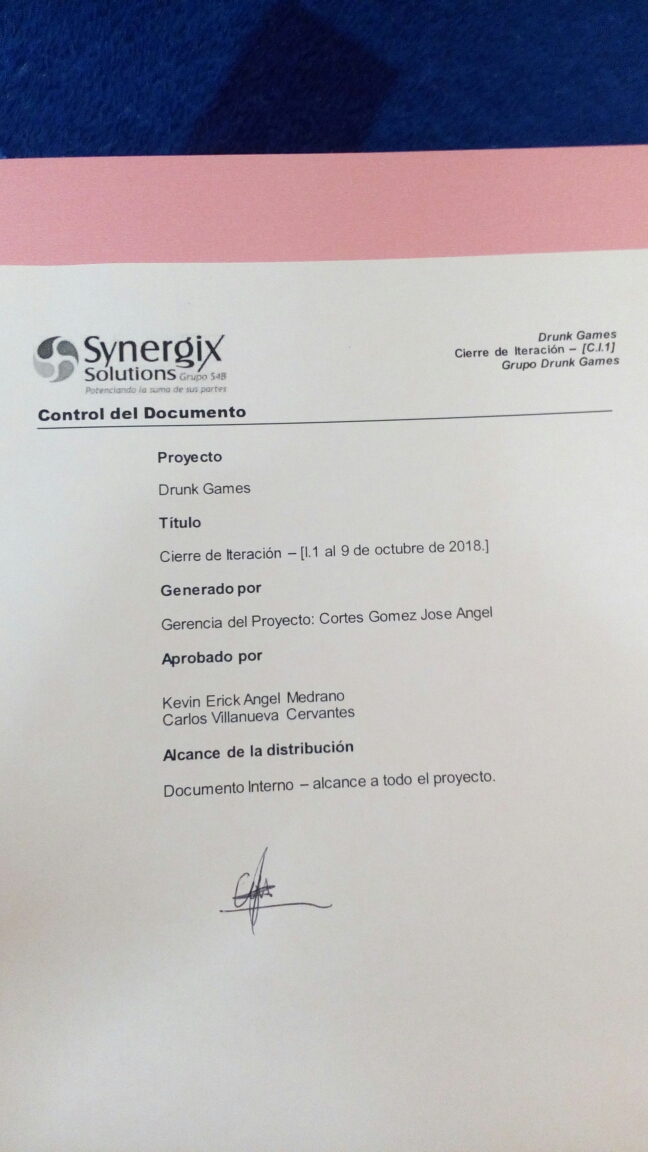 Synergix
Solutions Grupo 54B
Potenciando la suma de sus partes
Drunk Games
Cierre de Iteración – [C.I.1]
Grupo Drunk Games
Control del Documento
Proyecto
Drunk Games
Título
Cierre de Iteración – [I.1 al 9 de octubre de 2018.]
Generado por
Gerencia del Proyecto: Cortes Gomez Jose Angel
Aprobado por
Kevin Erick Angel Medrano
Carlos Villanueva Cervantes
Alcance de la distribución
Documento Interno – alcance a todo el proyecto.